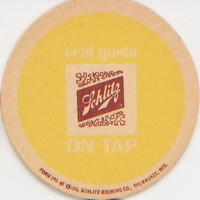 real gusto
Schlitz
ON TAP
JOS. SCHLITZ BREWING CO., MILWAUKEE, WIS.